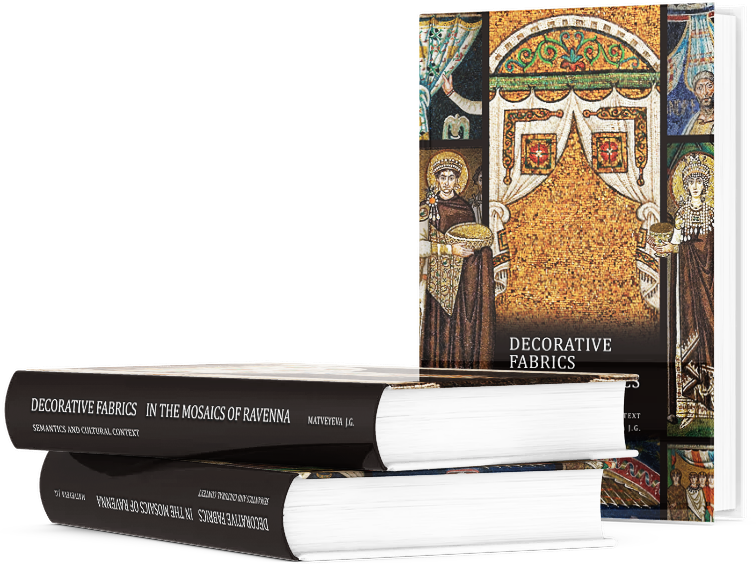 DECORATIVE
FABRICS
DECORATIVE FABRICS IN THE MOSAICS OF RAVENNA MATVEYEVA J.G.
SEMANTICS AND CULTURAL CONTEXT
DECORATIVE FABRICS IN THE MOSAICS OF RAVENNA MATVEYEVA J.G.
SEMANTICS AND CULTURAL CONTEXT